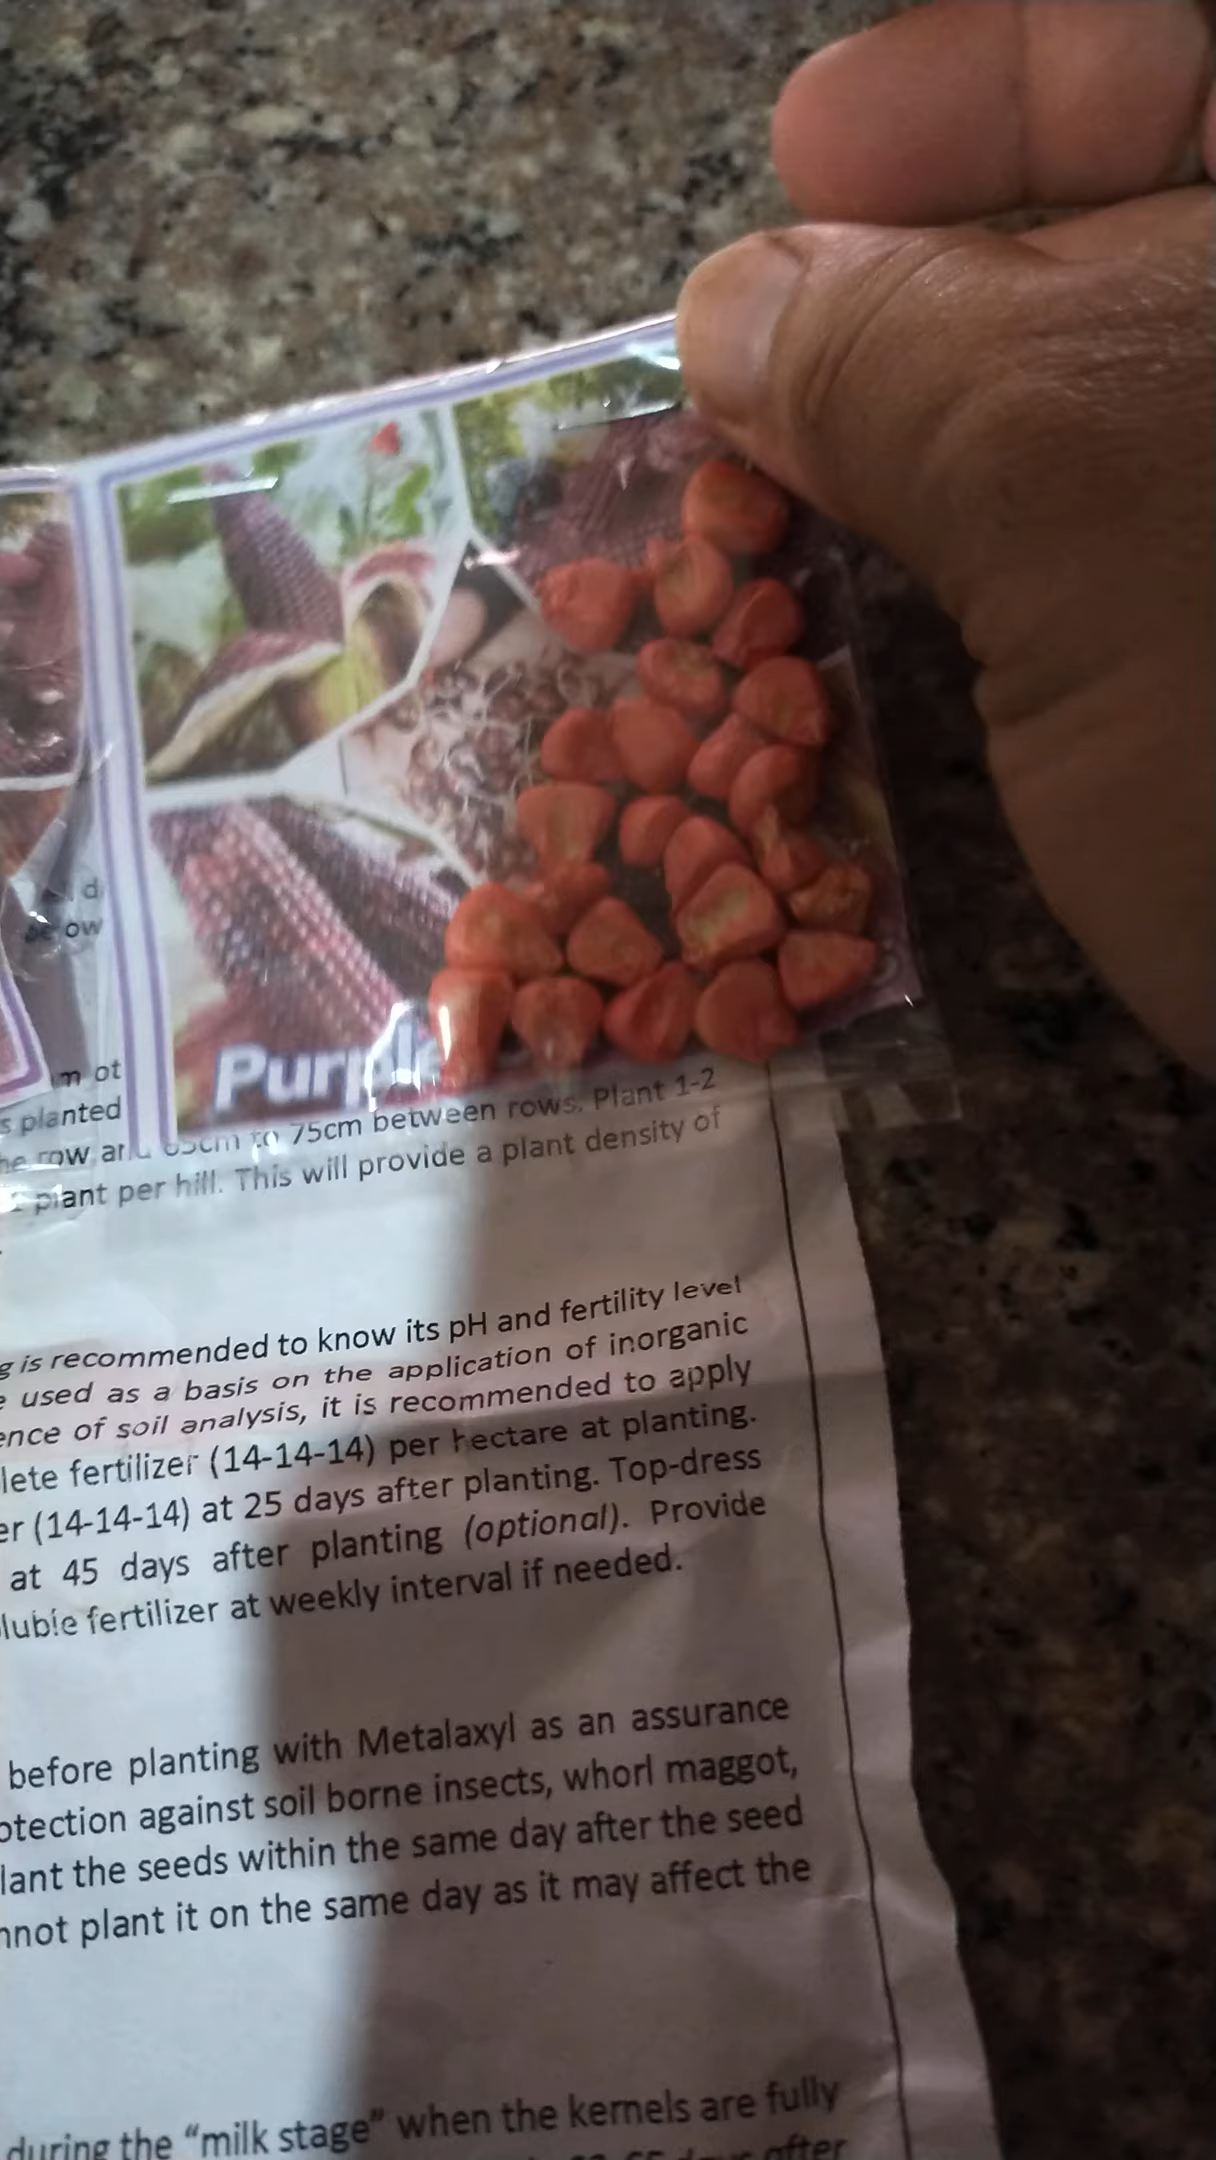 Purple
d
ow
m ot
s planted
75cm between rows. Plant 1-2
row
plant per hill. This will provide a plant density of
is recommended to know its pH and fertility level
used as a basis on the application of inorganic
ence of soil analysis, it is recommended to apply
lete fertilizer (14-14-14) per hectare at planting.
er (14-14-14) at 25 days after planting. Top-dress
at 45 days after planting (optional). Provide
luble fertilizer at weekly interval if needed.
before planting with Metalaxyl as an assurance
otection against soil borne insects, whorl maggot,
lant the seeds within the same day after the seed
nnot plant it on the same day as it may affect the
during the “milk stage” when the kernels are fully
after